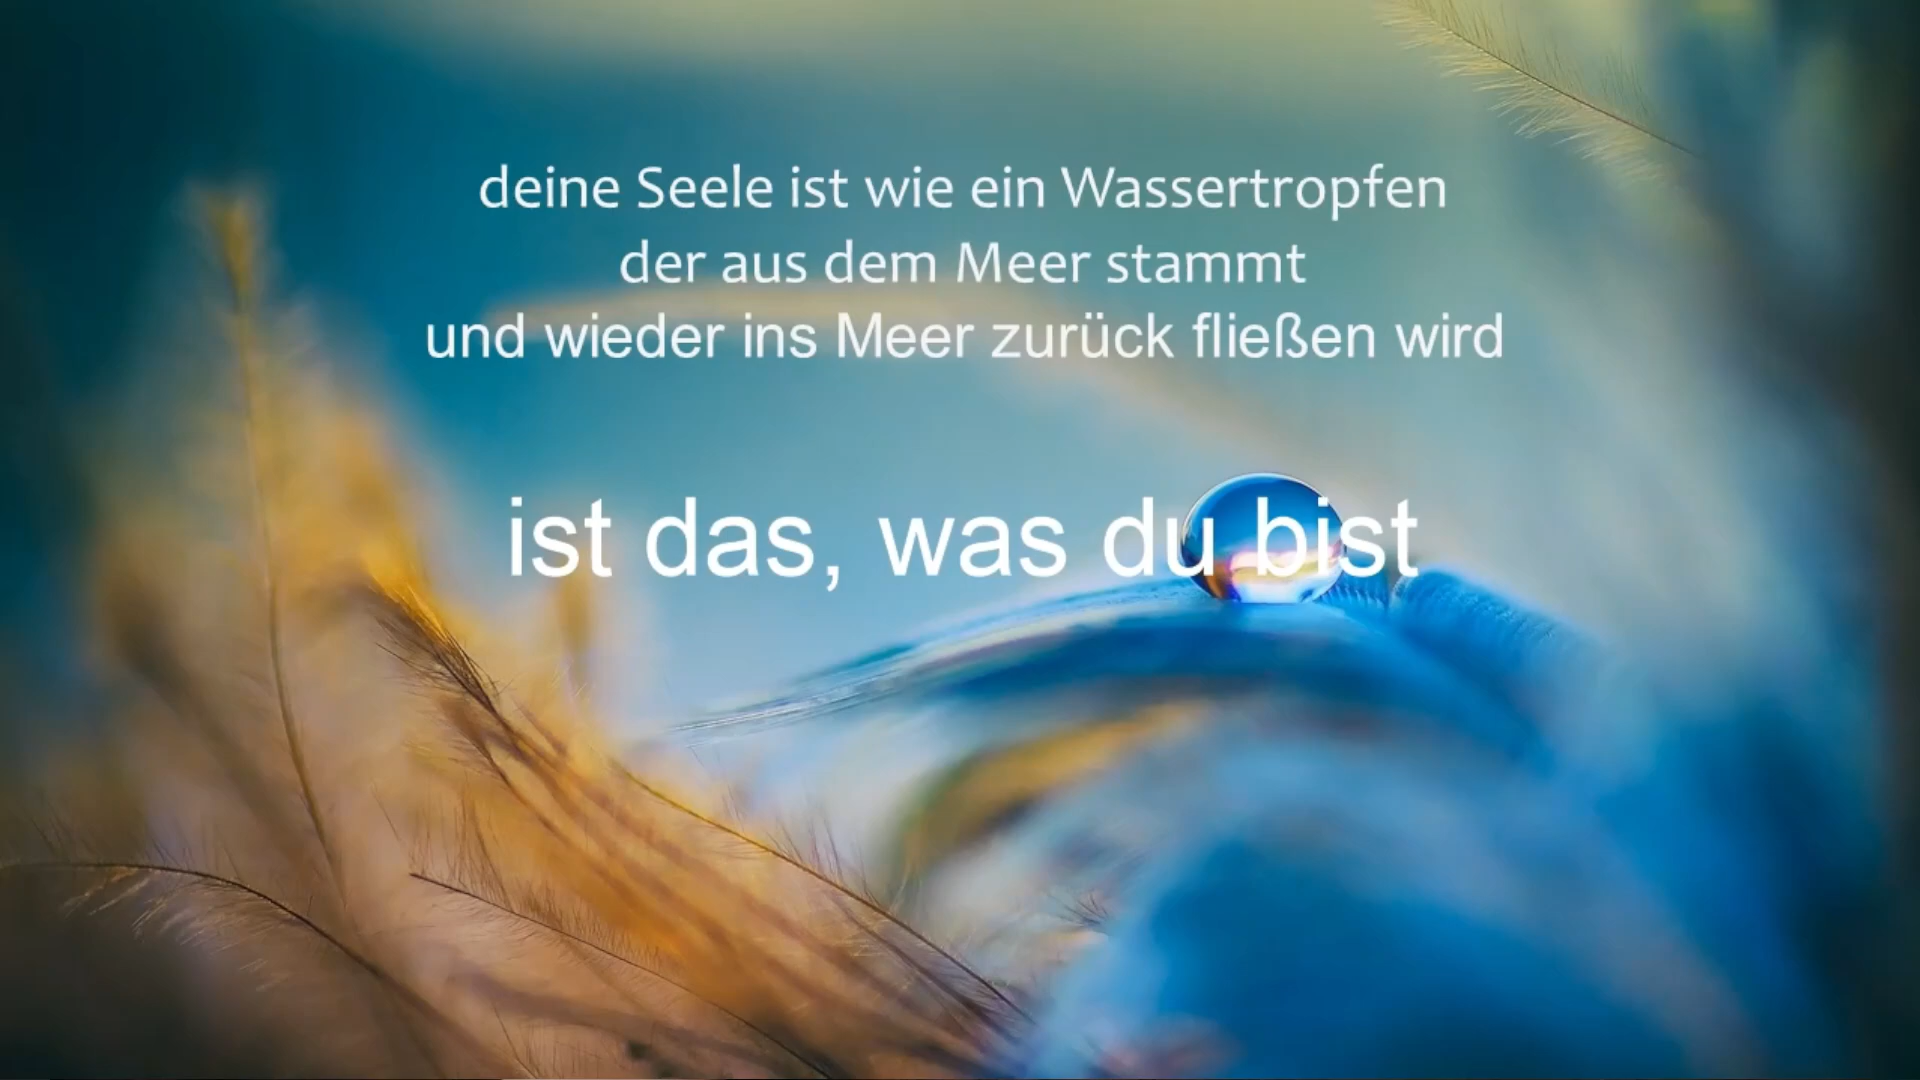 deine Seele ist wie ein Wassertropfen
der aus dem Meer stammt
und wieder ins Meer zurück fließen wird
ist das, was du bist